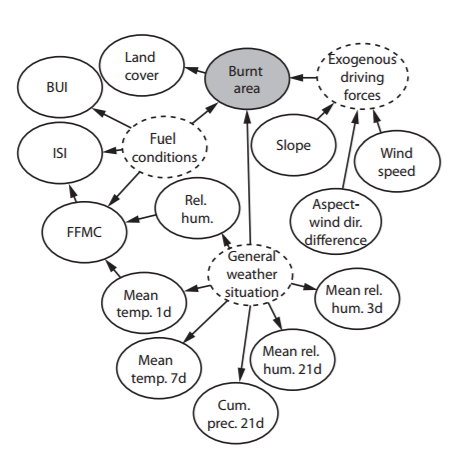 Land
cover
Burnt
area
Exogenous
driving
forces
BUI
ISI
Fuel
conditions
Slope
Wind
speed
Rel.
hum.
FFMC
Aspect-
wind dir.
difference
General
weather
situation
Mean
temp. 1d
Mean rel.
hum. 3d
Mean
temp. 7d
Mean rel.
hum. 21d
Cum.
prec. 21d